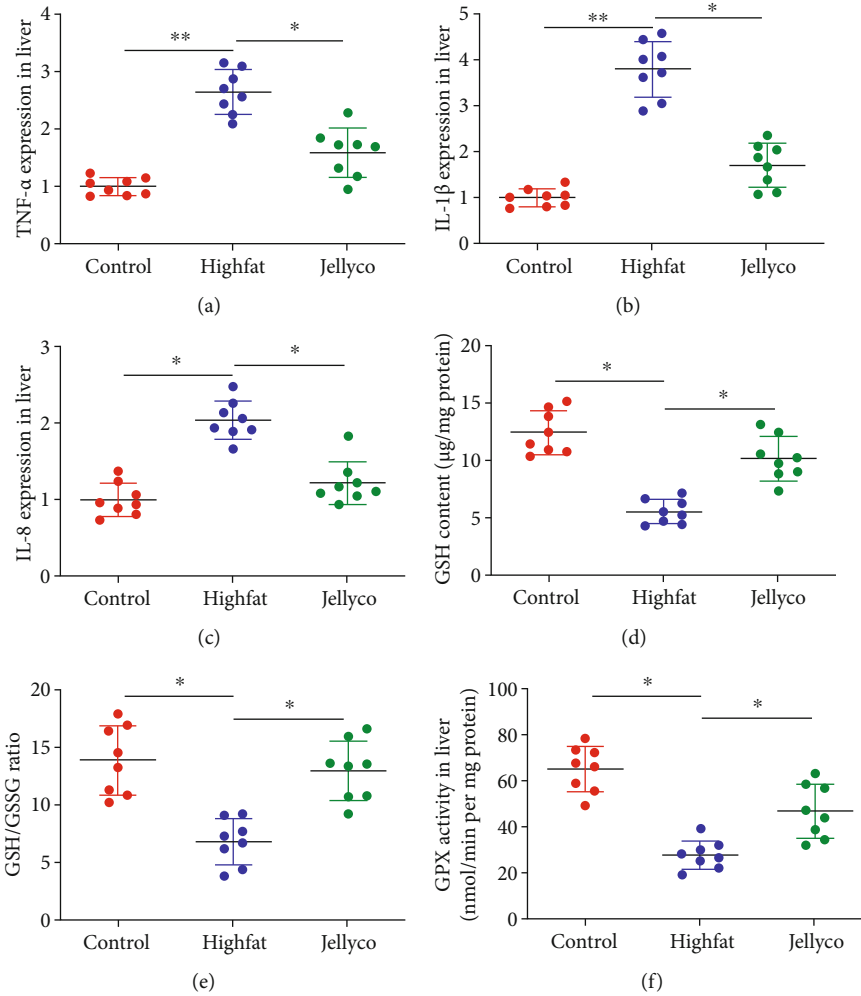 TNF-α expression in liver
4
3
2
1
0
**
*
Control
Highfat
Jellyco
(a)
IL-1β expression in liver
5
4
3
2
1
0
**
*
Control
Highfat
Jellyco
(b)
IL-8 expression in liver
3
2
1
0
*
*
Control
Highfat
Jellyco
(c)
GSH content (μg/mg protein)
20
15
10
5
0
*
*
Control
Highfat
Jellyco
(d)
GSH/GSSG ratio
20
15
10
5
0
*
*
Control
Highfat
Jellyco
(e)
GPX activity in liver
(nmol/min per mg protein)
100
80
60
40
20
0
*
*
Control
Highfat
Jellyco
(f)